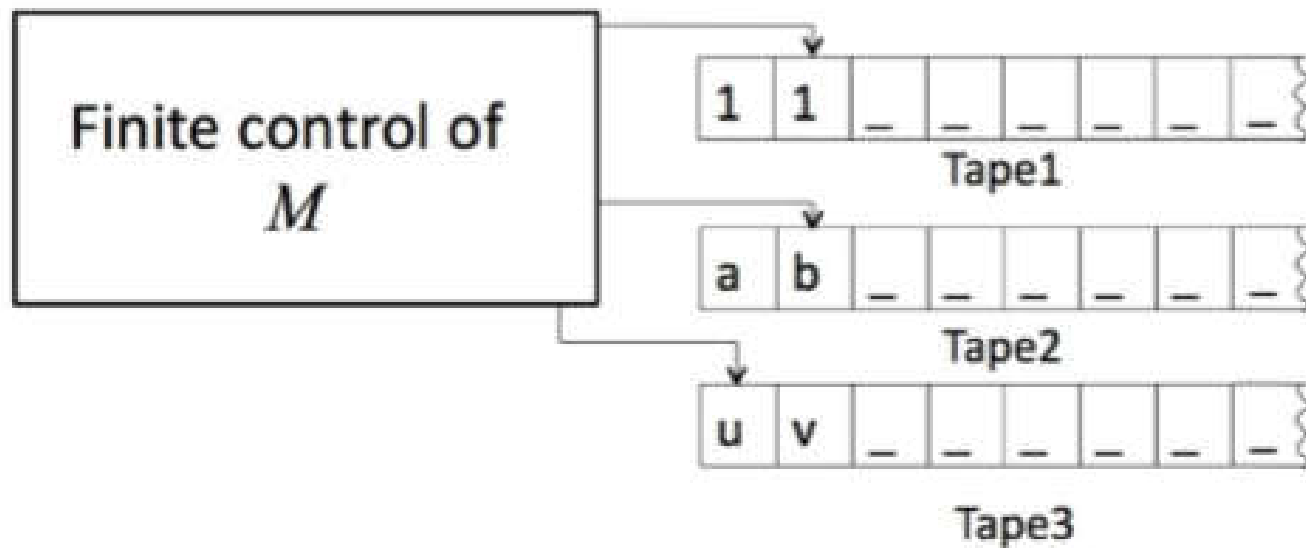 Finite control of
M
1 1 _ _ _ _ _ _
Tape1
a b _ _ _ _ _ _
Tape2
u v _ _ _ _ _ _
Tape3